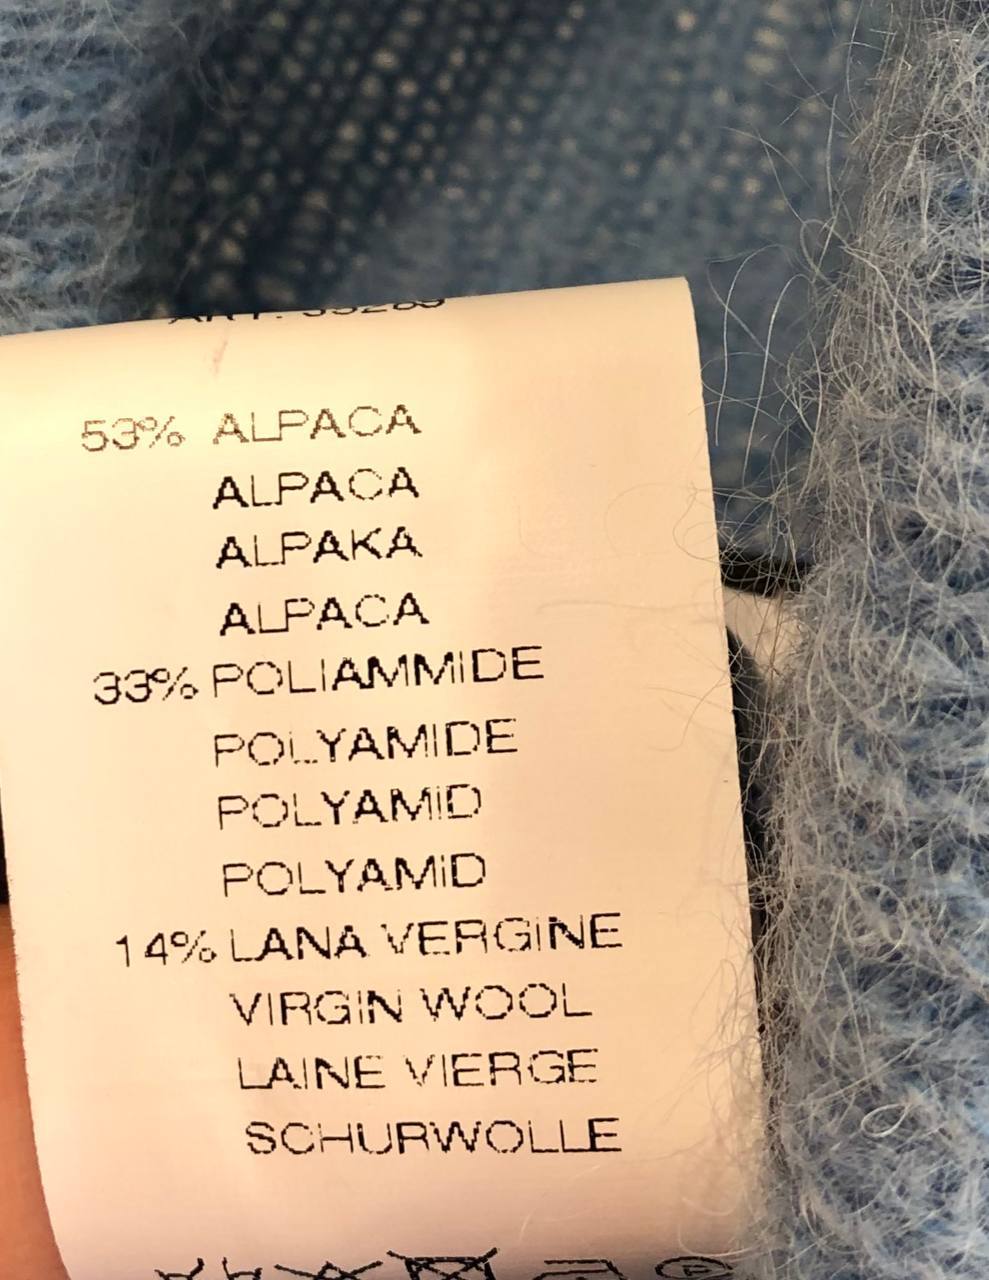 53% ALPACA
ALPACA
ALPAKA
ALPACA
33% POLIAMMIDE
POLYAMIDE
POLYAMID
POLYAMID
14% LANA VERGINE
VIRGIN WOOL
LAINE VIERGE
SCHURWOLLE